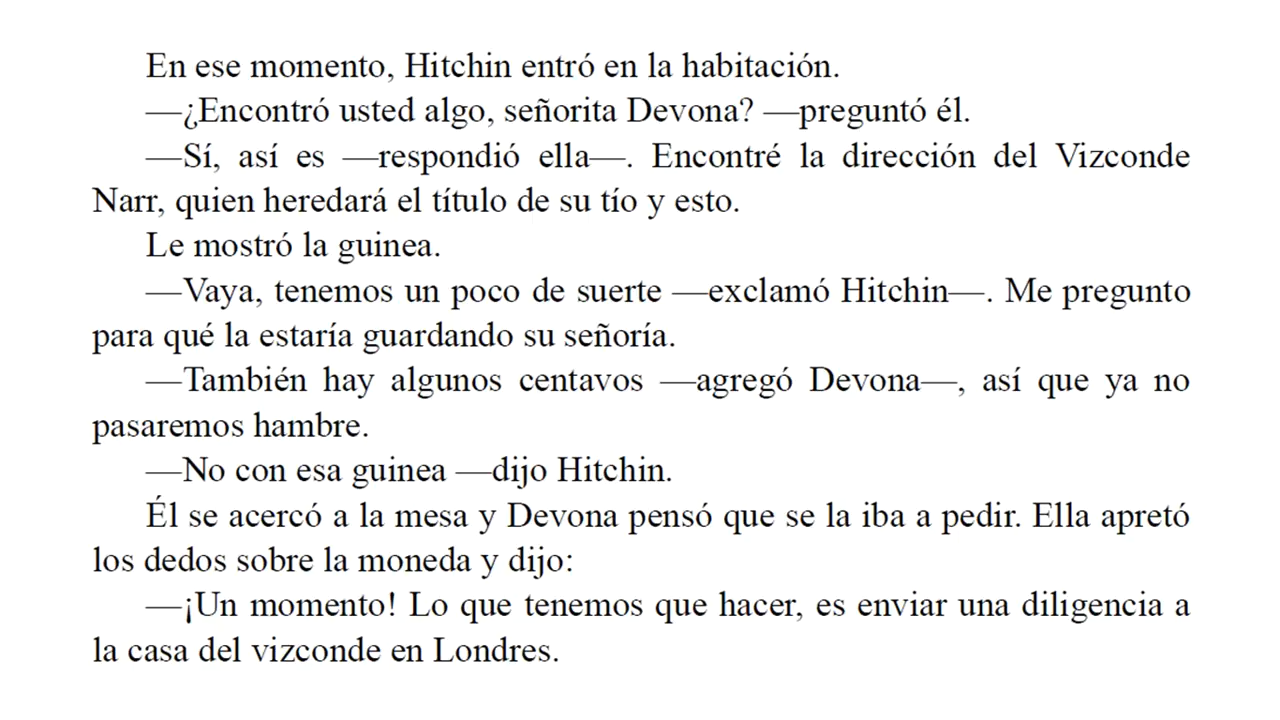 En ese momento, Hitchin entró en la habitación.
—¿Encontró usted algo, señorita Devona? —preguntó él.
—Sí, así es —respondió ella—. Encontré la dirección del Vizconde
Narr, quien heredará el título de su tío y esto.
Le mostró la guinea.
—Vaya, tenemos un poco de suerte —exclamó Hitchin—. Me pregunto
para qué la estaría guardando su señoría.
—También hay algunos centavos —agregó Devona—, así que ya no
pasaremos hambre.
—No con esa guinea —dijo Hitchin.
Él se acercó a la mesa y Devona pensó que se la iba a pedir. Ella apretó
los dedos sobre la moneda y dijo:
—¡Un momento! Lo que tenemos que hacer, es enviar una diligencia a
la casa del vizconde en Londres.